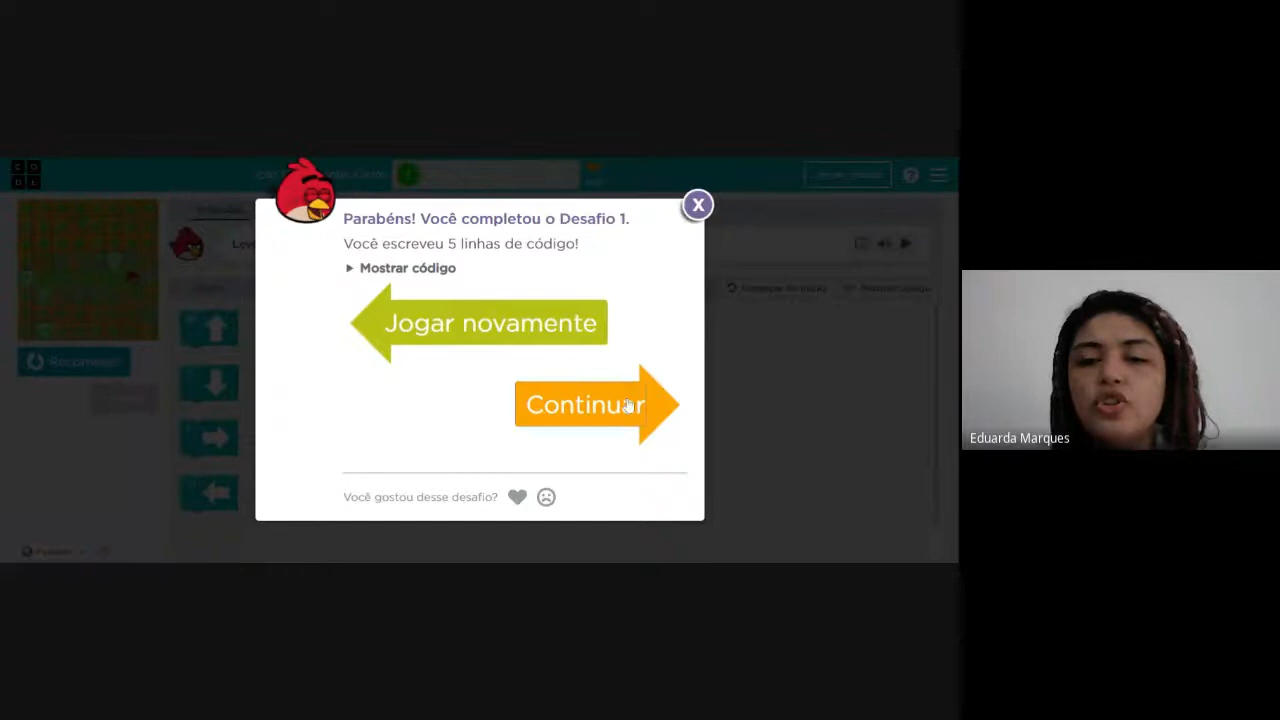 C O
D E
Parabéns! Você completou o Desafio 1.
Você escreveu 5 linhas de código!
Mostrar código
Jogar novamente
Continuar
Você gostou desse desafio?
X
?
Recomeçar
Eduarda Marques